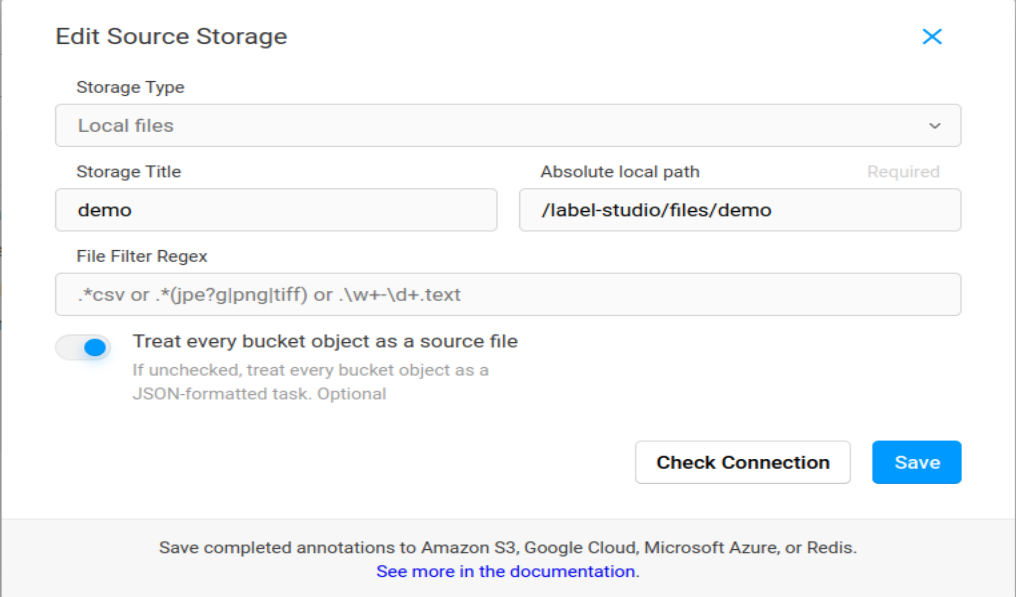 Edit Source Storage
Storage Type
Local files
Storage Title
Absolute local path Required
demo
/label-studio/files/demo
File Filter Regex
.*csv or .*(jpe?g|png|tiff) or .\w+-\d+.text
Treat every bucket object as a source file
If unchecked, treat every bucket object as a
JSON-formatted task. Optional
Check Connection
Save
Save completed annotations to Amazon S3, Google Cloud, Microsoft Azure, or Redis.
See more in the documentation.